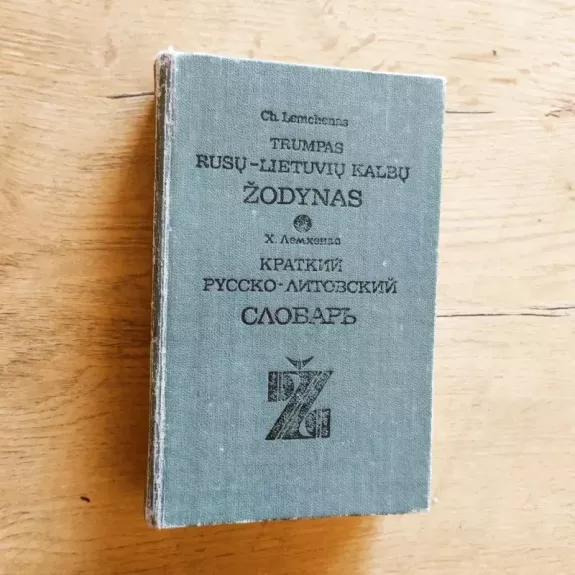 Ch. Lemchenas
TRUMPAS
RUSŲ-LIETUVIŲ KALBŲ
ŽODYNAS
Х. Лемхенас
КРАТКИЙ
РУССКО-ЛИТОВСКИЙ
СЛОВАРЬ